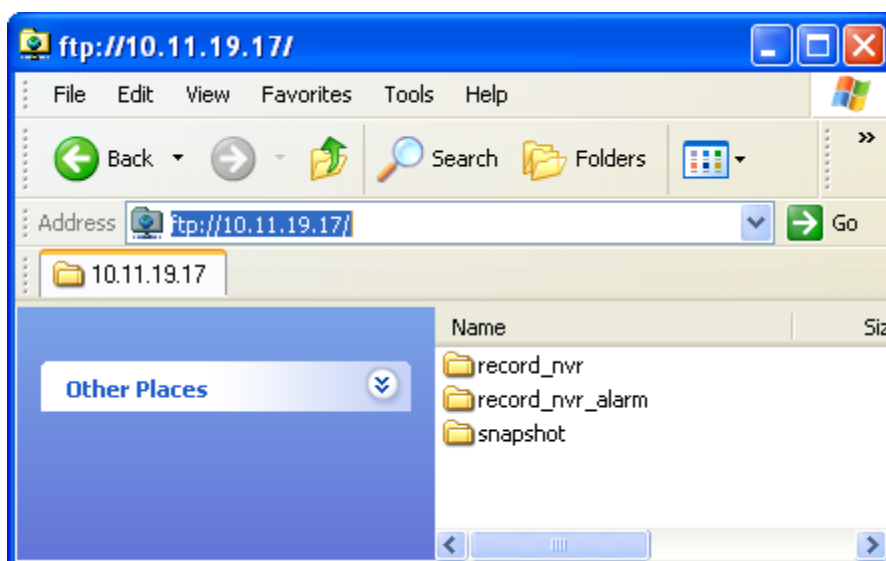 ftp://10.11.19.17/
File Edit View Favorites Tools Help
Back Search Folders »
Address ftp://10.11.19.17/ Go
10.11.19.17
Name Siz
Other Places
record_nvr
record_nvr_alarm
snapshot